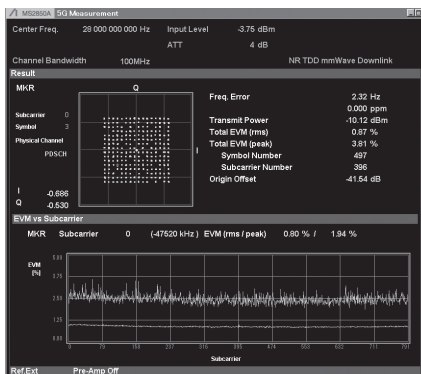 MS2850A 5G Measurement
Center Freq. 28 000 000 000 Hz Input Level -3.75 dBm
ATT 4 dB
Channel Bandwidth 100MHz NR TDD mmWave Downlink
Result
MKR Q
Subcarrier 0
Symbol 3
Physical Channel
PDSCH
I
I -0.686
Q -0.530
Freq. Error 2.32 Hz
0.000 ppm
Transmit Power -10.12 dBm
Total EVM (rms) 0.87 %
Total EVM (peak) 3.81 %
Symbol Number 497
Subcarrier Number 396
Origin Offset -41.54 dB
EVM vs Subcarrier
MKR Subcarrier 0 (-47520 kHz) EVM (rms / peak) 0.80 % / 1.94 %
EVM
[%]
5.00
3.75
2.50
1.25
0.00
0 79 158 237 316 395 474 553 632 711 791
Subcarrier
Ref.Ext Pre-Amp Off